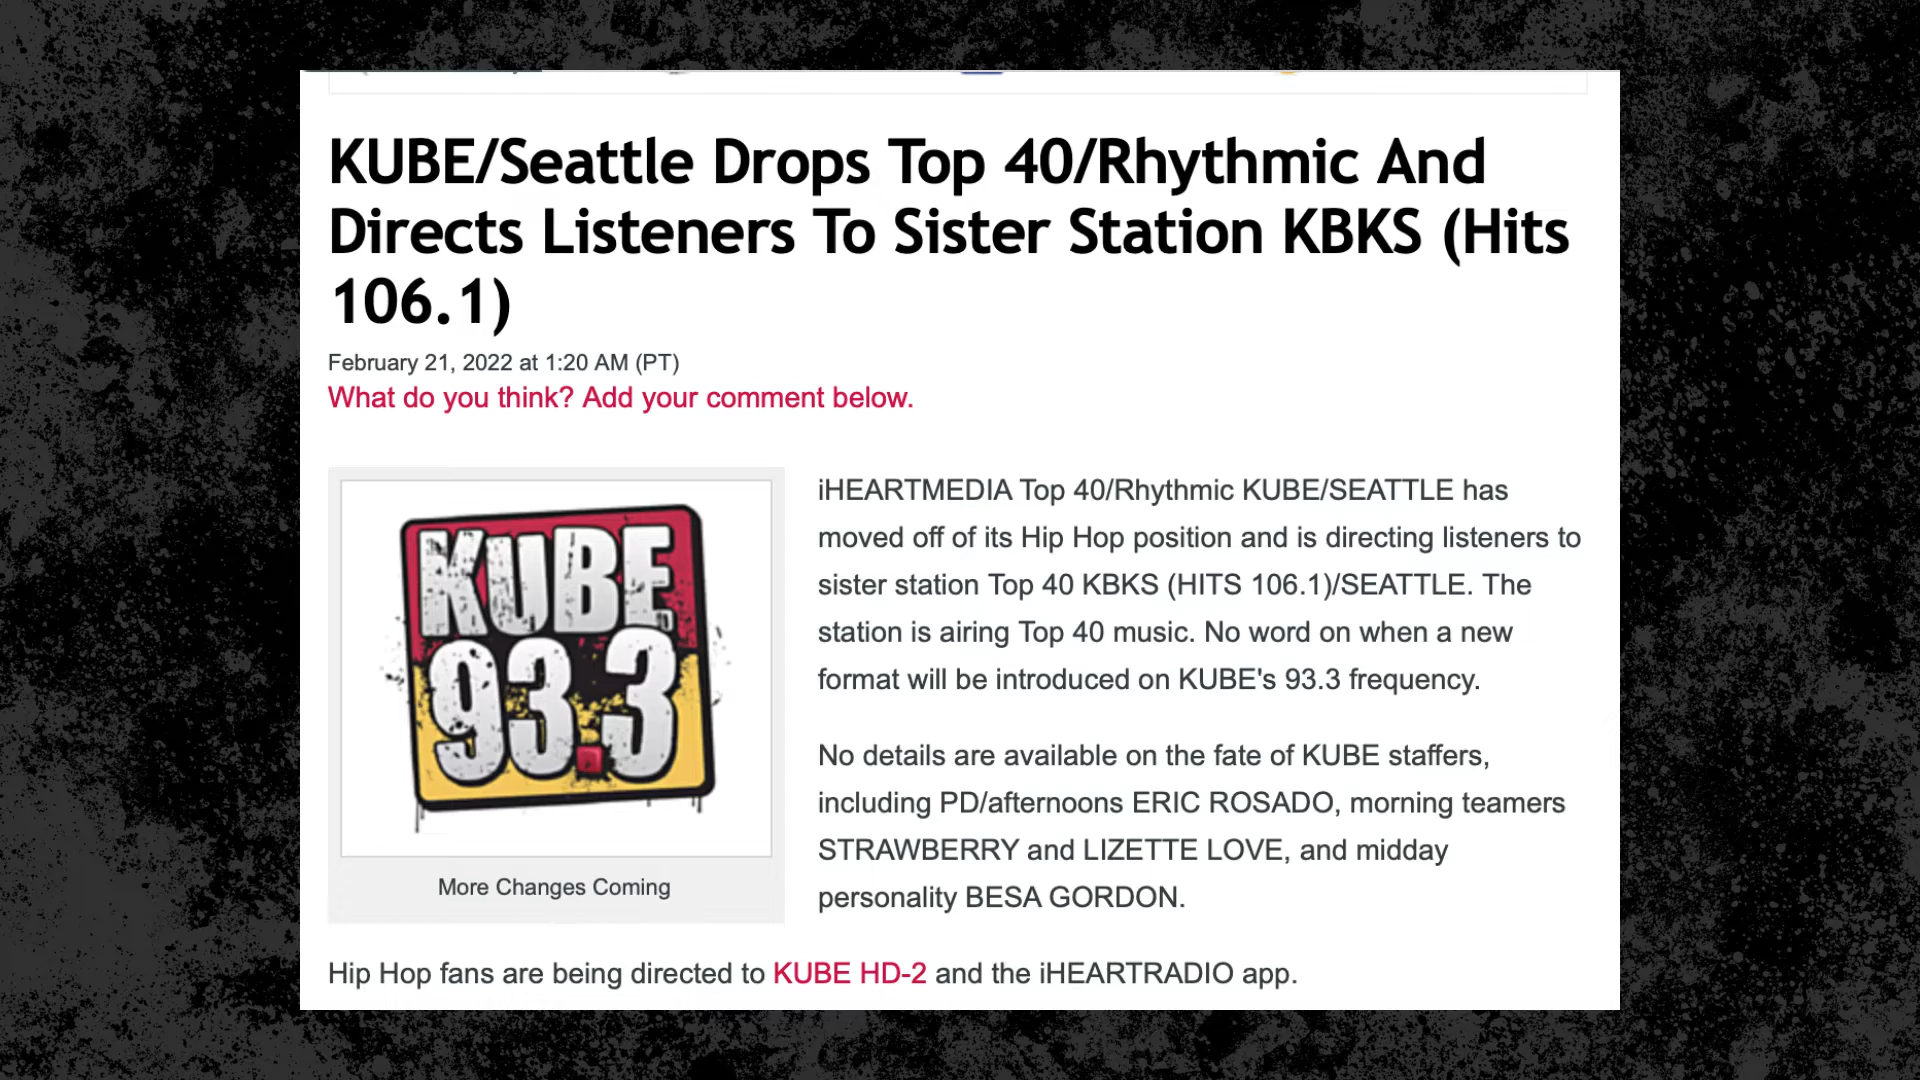 KUBE/Seattle Drops Top 40/Rhythmic And
Directs Listeners To Sister Station KBKS (Hits
106.1)
February 21, 2022 at 1:20 AM (PT)
What do you think? Add your comment below.
KUBE
93.3
More Changes Coming
iHEARTMEDIA Top 40/Rhythmic KUBE/SEATTLE has
moved off of its Hip Hop position and is directing listeners to
sister station Top 40 KBKS (HITS 106.1)/SEATTLE. The
station is airing Top 40 music. No word on when a new
format will be introduced on KUBE's 93.3 frequency.
No details are available on the fate of KUBE staffers,
including PD/afternoons ERIC ROSADO, morning teamers
STRAWBERRY and LIZETTE LOVE, and midday
personality BESA GORDON.
Hip Hop fans are being directed to KUBE HD-2 and the iHEARTRADIO app.